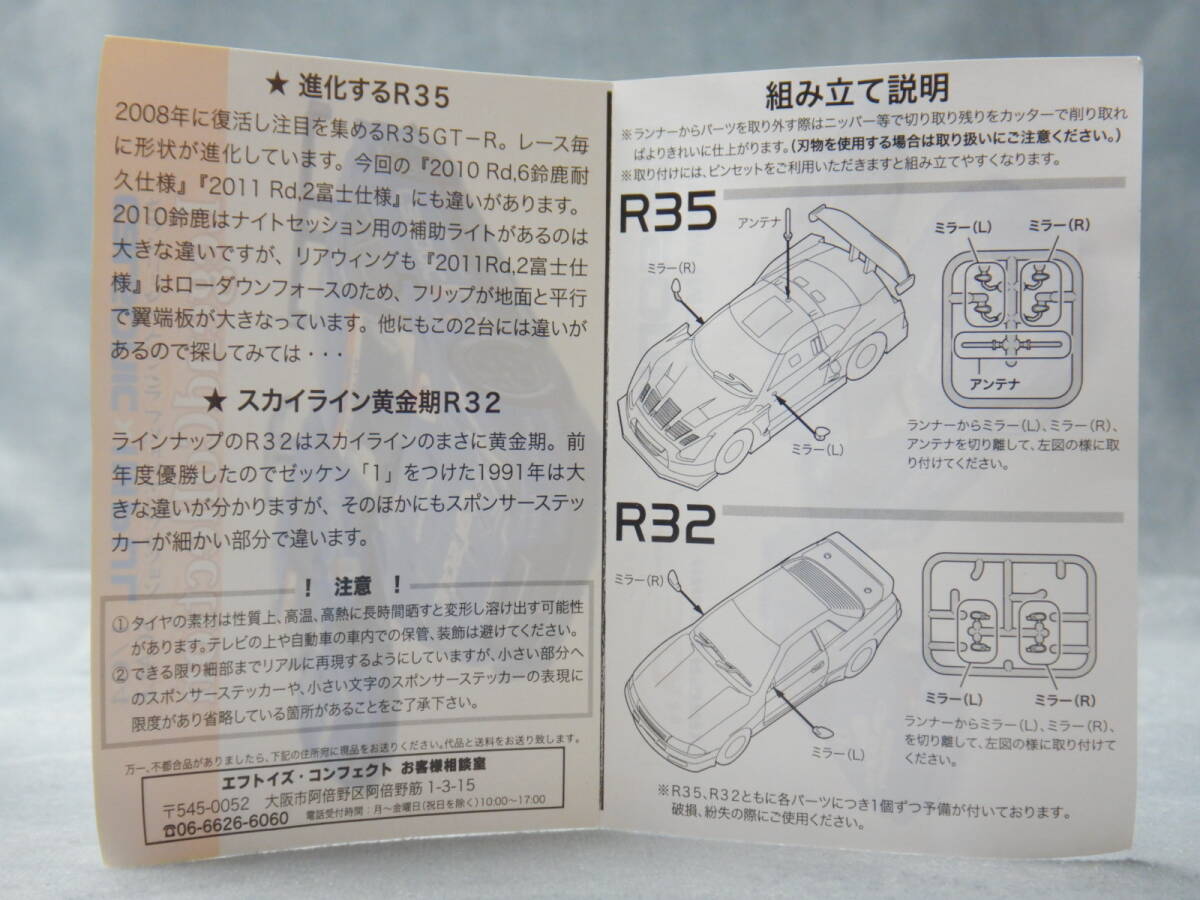 ★ 進化するR35
2008年に復活し注目を集めるR35GT-R。レース毎
に形状が進化しています。今回の『2010 Rd,6鈴鹿耐
久仕様』『2011 Rd,2富士仕様』にも違いがあります。
2010鈴鹿はナイトセッション用の補助ライトがあるのは
大きな違いですが、リアウィングも『2011Rd,2富士仕
様』はローダウンフォースのため、フリップが地面と平行
で翼端板が大きなっています。他にもこの2台には違いが
あるので探してみては・・・
★ スカイライン黄金期R32
ラインナップのR32はスカイラインのまさに黄金期。前
年度優勝したのでゼッケン「1」をつけた1991年は大
きな違いが分かりますが、そのほかにもスポンサーステッ
カーが細かい部分で違います。
! 注意 !
①タイヤの素材は性質上、高温、高熱に長時間晒すと変形し溶け出す可能性
があります。テレビの上や自動車の車内での保管、装飾は避けてください。
②できる限り細部までリアルに再現するようにしていますが、小さい部分へ
のスポンサーステッカーや、小さい文字のスポンサーステッカーの表現に
限度があり省略している箇所があることをご了承下さい。
万一、不都合品がありましたら、下記の住所宛に現品をお送りください。代品と送料をお送り致します。
エフトイズ・コンフェクト お客様相談室
〒545-0052 大阪市阿倍野区阿倍野筋 1-3-15
☎06-6626-6060 電話受付時間：月〜金曜日(祝日を除く)10:00〜17:00
組み立て説明
※ランナーからパーツを取り外す際はニッパー等で切り取り残りをカッターで削り取れ
ばよりきれいに仕上がります。(刃物を使用する場合は取り扱いにご注意ください。)
※取り付けには、ピンセットをご利用いただきますと組み立てやすくなります。
R35
アンテナ
ミラー(R)
ミラー(L)
ミラー(L) ミラー(R)
アンテナ
ランナーからミラー(L)、ミラー(R)、
アンテナを切り離して、左図の様に取
り付けてください。
R32
ミラー(R)
ミラー(L)
ミラー(L) ミラー(R)
ランナーからミラー(L)、ミラー(R)、
を切り離して、左図の様に取り付けて
ください。
※R35、R32ともに各パーツにつき1個ずつ予備が付いております。
破損、紛失の際にご使用ください。